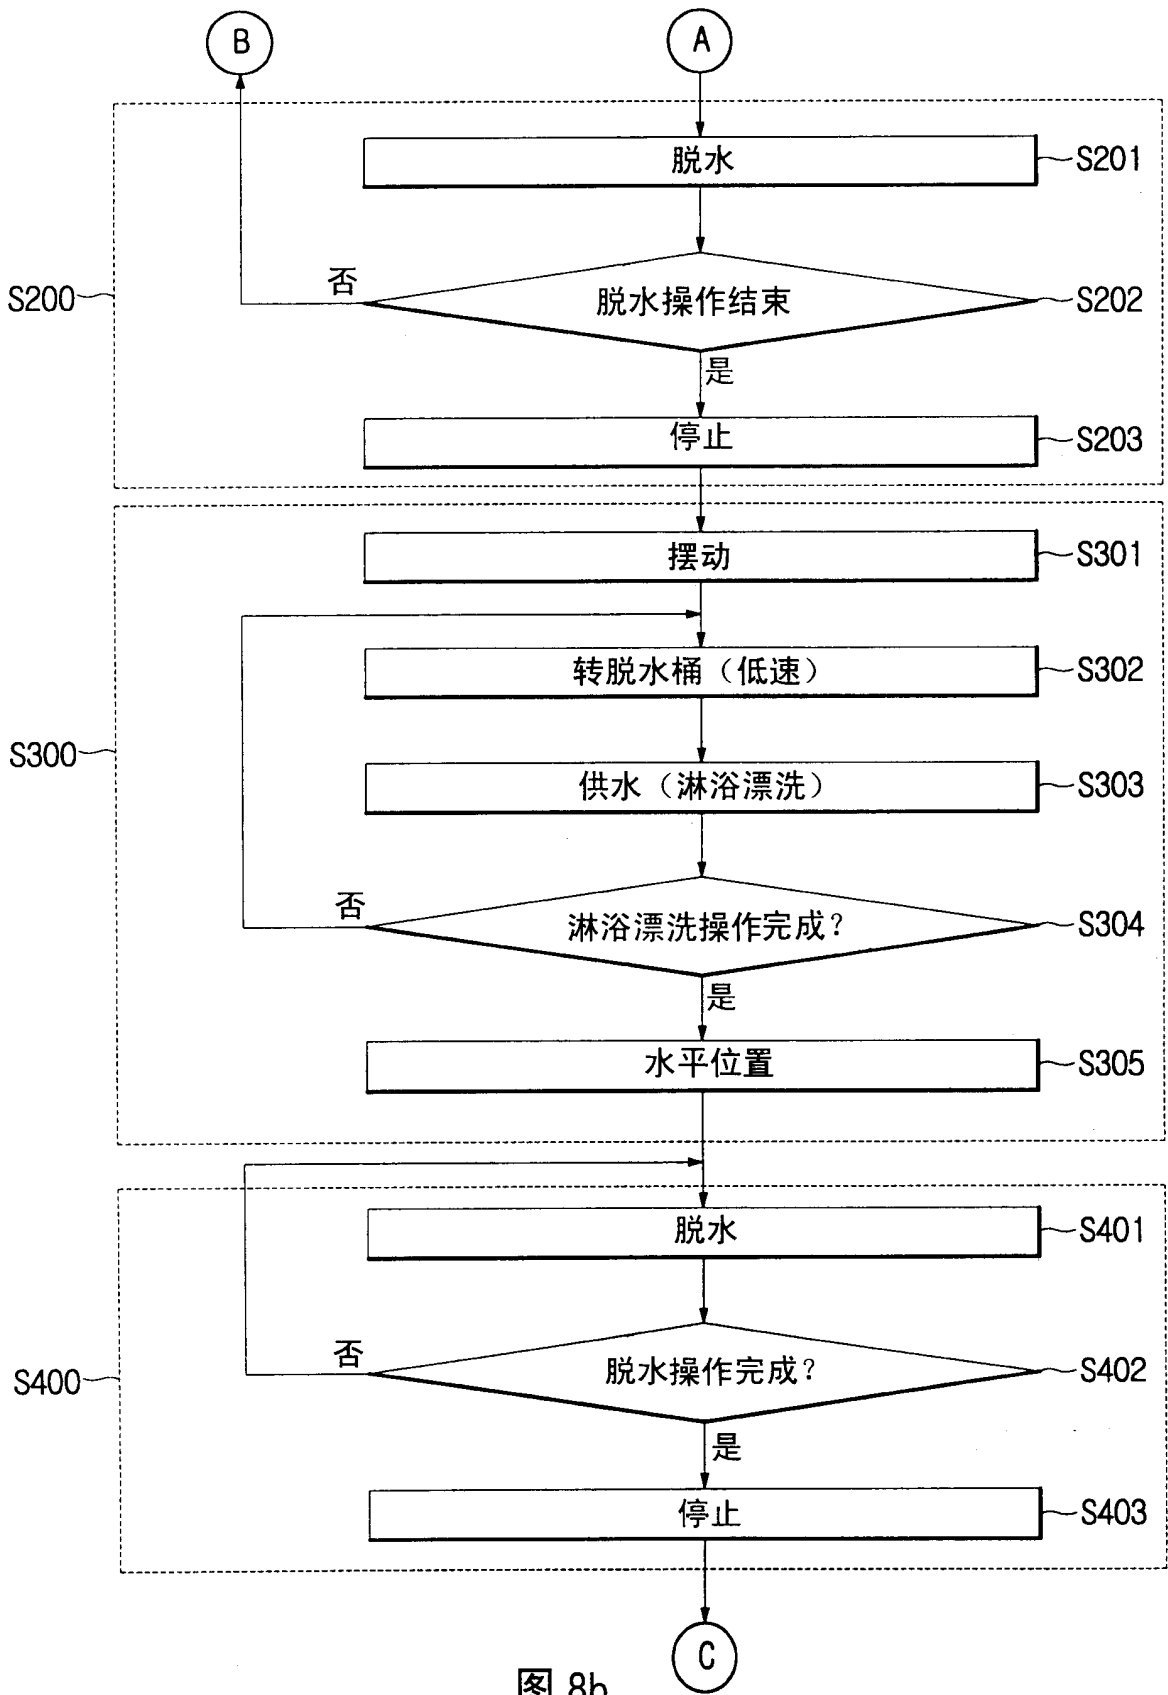 B
A
脱水
S201
否
脱水操作结束
S202
S200
是
停止
S203
摆动
S301
转脱水桶（低速）
S302
S300
供水（淋浴漂洗）
S303
否
淋浴漂洗操作完成？
S304
是
水平位置
S305
脱水
S401
否
脱水操作完成？
S402
S400
是
停止
S403
C
图 8b